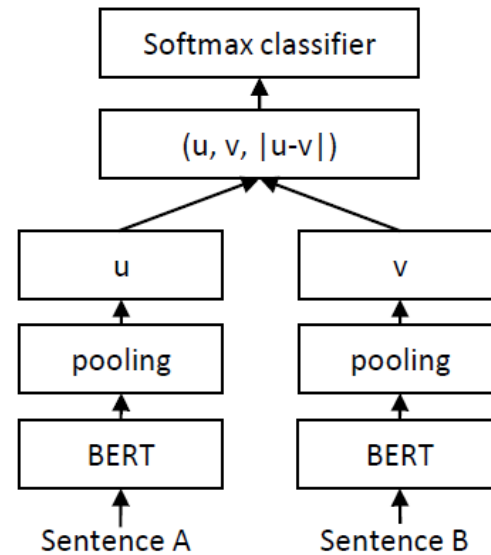 Softmax classifier
(u, v, |u-v|)
u
v
pooling
pooling
BERT
BERT
Sentence A
Sentence B